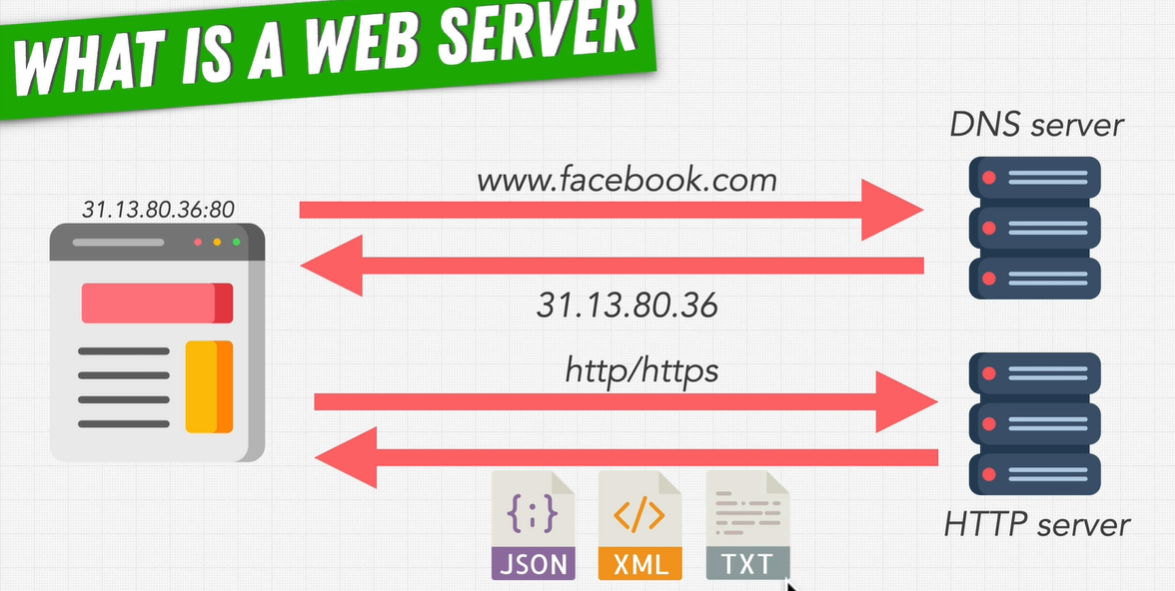 WHAT IS A WEB SERVER
DNS server
www.facebook.com
31.13.80.36:80
31.13.80.36
http/https
{;}
</>
JSON
XML
TXT
HTTP server